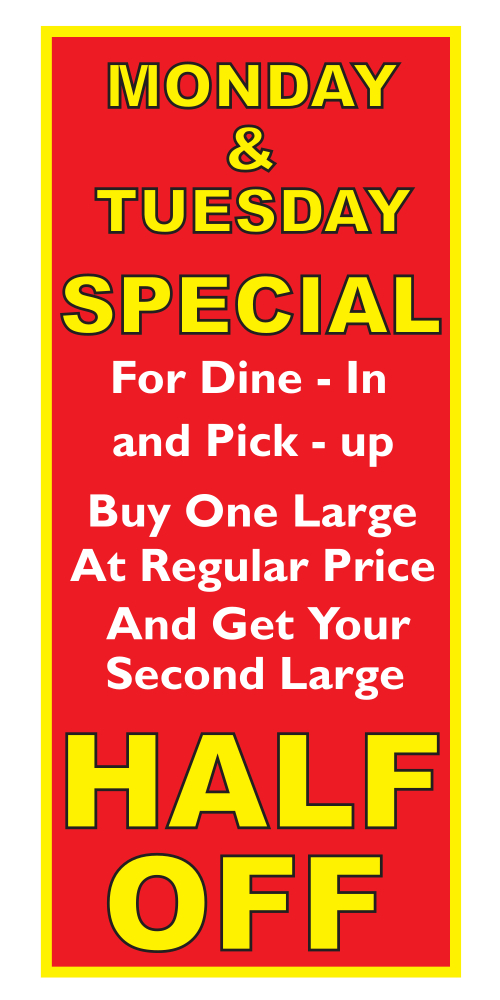 MONDAY
&
TUESDAY
SPECIAL
For Dine - In
and Pick - up
Buy One Large
At Regular Price
And Get Your
Second Large
HALF
OFF